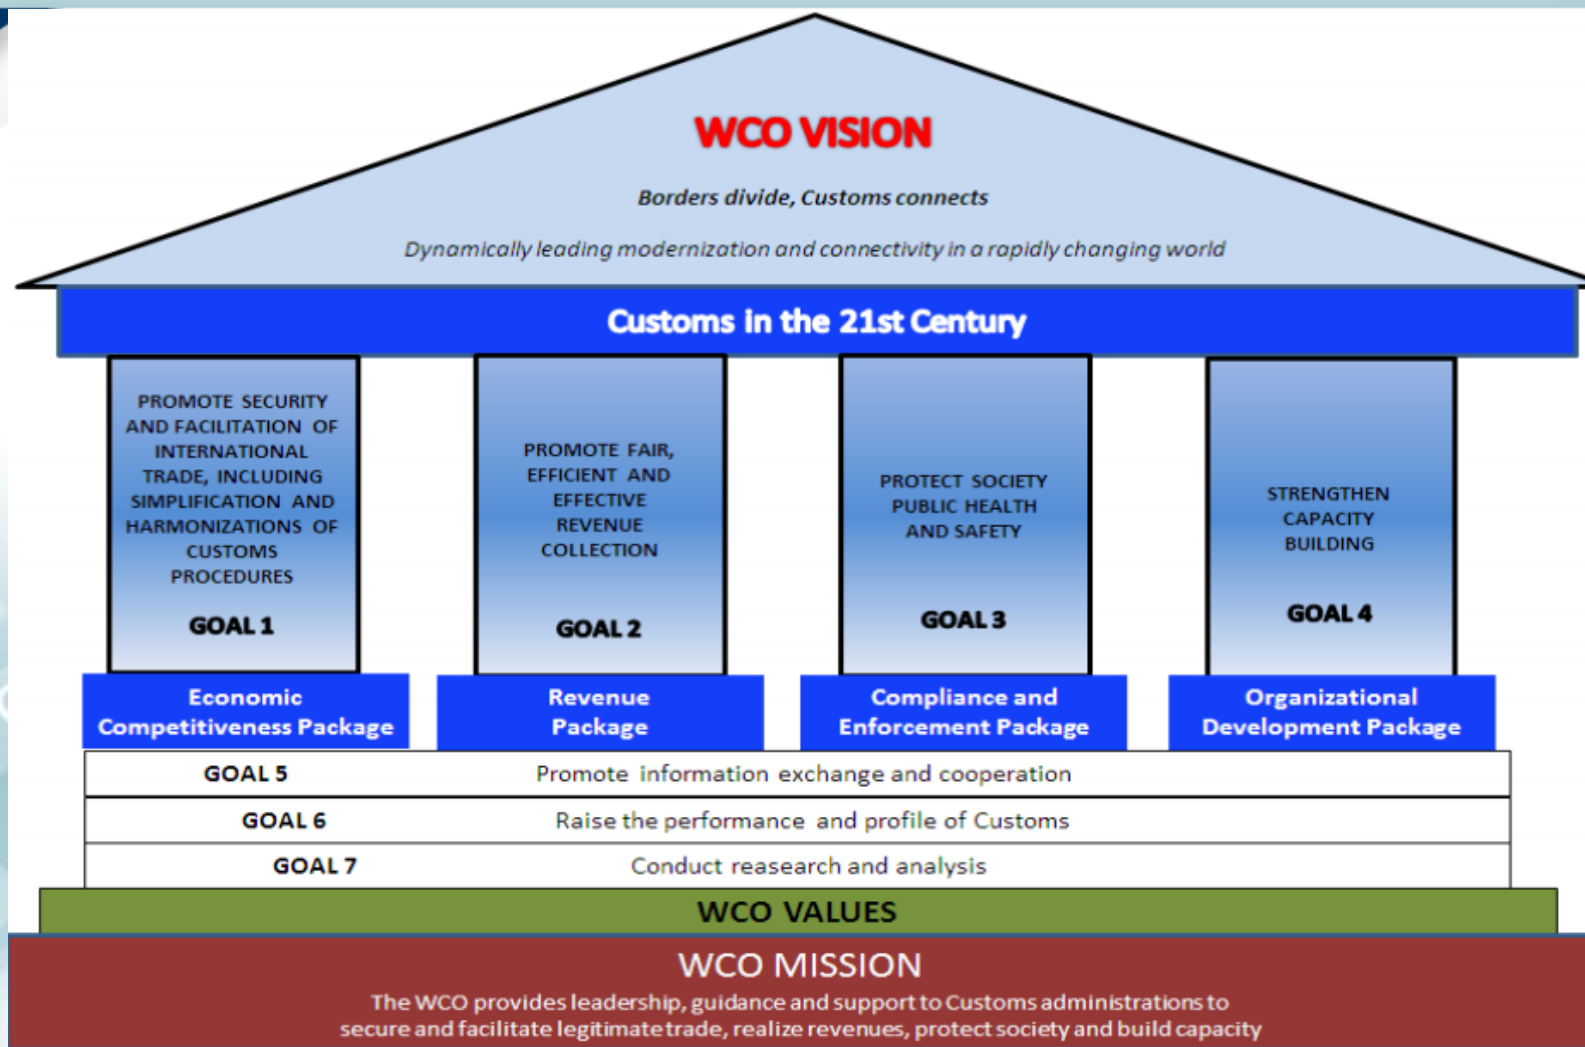 WCO VISION
Borders divide, Customs connects
Dynamically leading modernization and connectivity in a rapidly changing world
Customs in the 21st Century
PROMOTE SECURITY
AND FACILITATION OF
INTERNATIONAL
TRADE, INCLUDING
SIMPLIFICATION AND
HARMONIZATIONS OF
CUSTOMS
PROCEDURES
GOAL 1
PROMOTE FAIR,
EFFICIENT AND
EFFECTIVE
REVENUE
COLLECTION
GOAL 2
PROTECT SOCIETY
PUBLIC HEALTH
AND SAFETY
GOAL 3
STRENGTHEN
CAPACITY
BUILDING
GOAL 4
Economic
Competitiveness Package
Revenue
Package
Compliance and
Enforcement Package
Organizational
Development Package
GOAL 5 Promote information exchange and cooperation
GOAL 6 Raise the performance and profile of Customs
GOAL 7 Conduct reasearch and analysis
WCO VALUES
WCO MISSION
The WCO provides leadership, guidance and support to Customs administrations to
secure and facilitate legitimate trade, realize revenues, protect society and build capacity